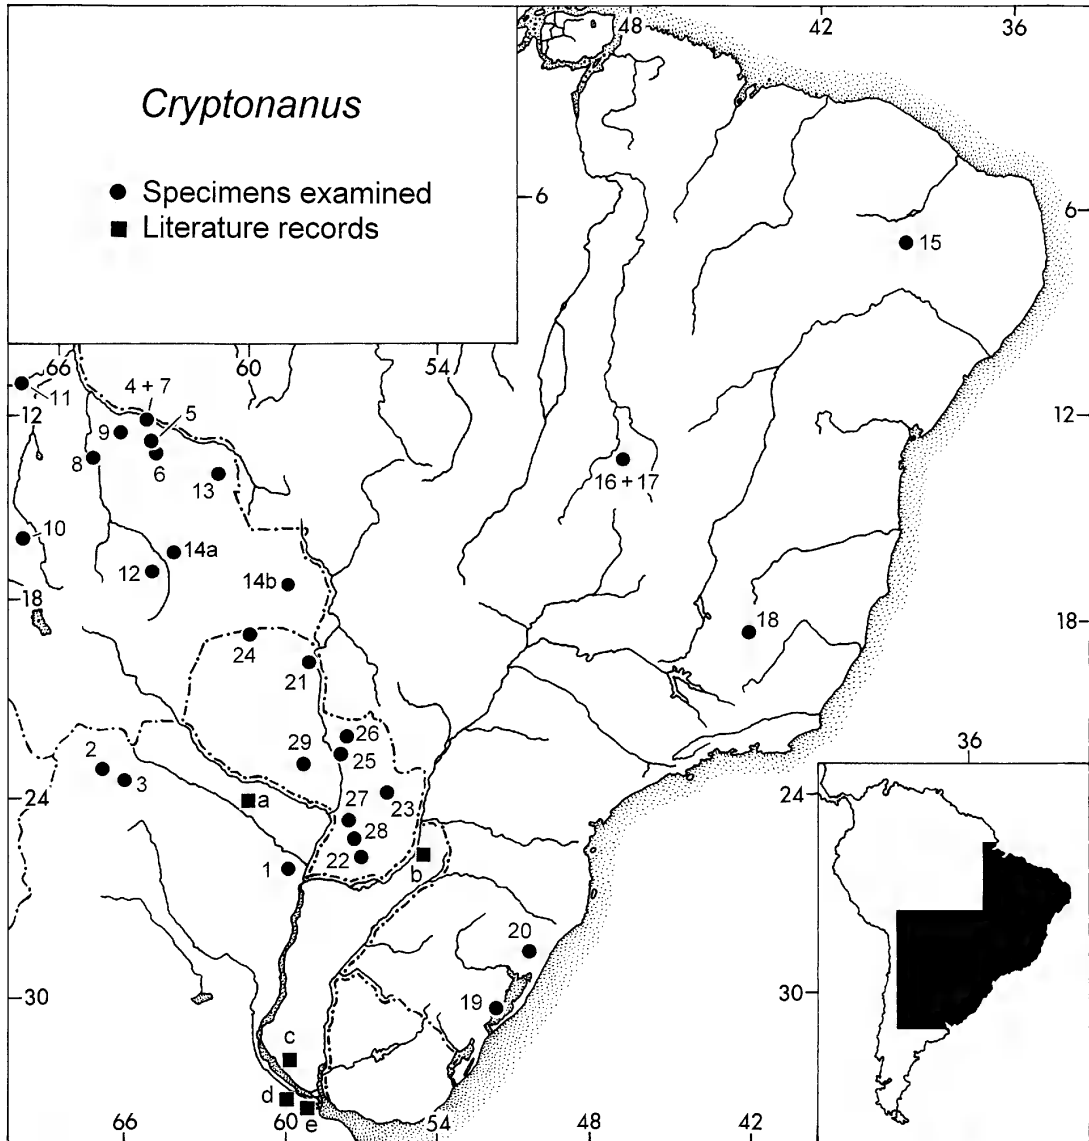 48 42 36
Cryptonanus
● Specimens examined
■ Literature records
6 6
15
66 60 54
11 4 + 7 5
12 12
9
8 6 13
16 + 17
10 14a
12 14b
18 18
18
24
21
26
2 29 25
36
3
24 a 27 23 24
28
1 22 b
20
30 19 30
c
d
e
66 60 54 48 42